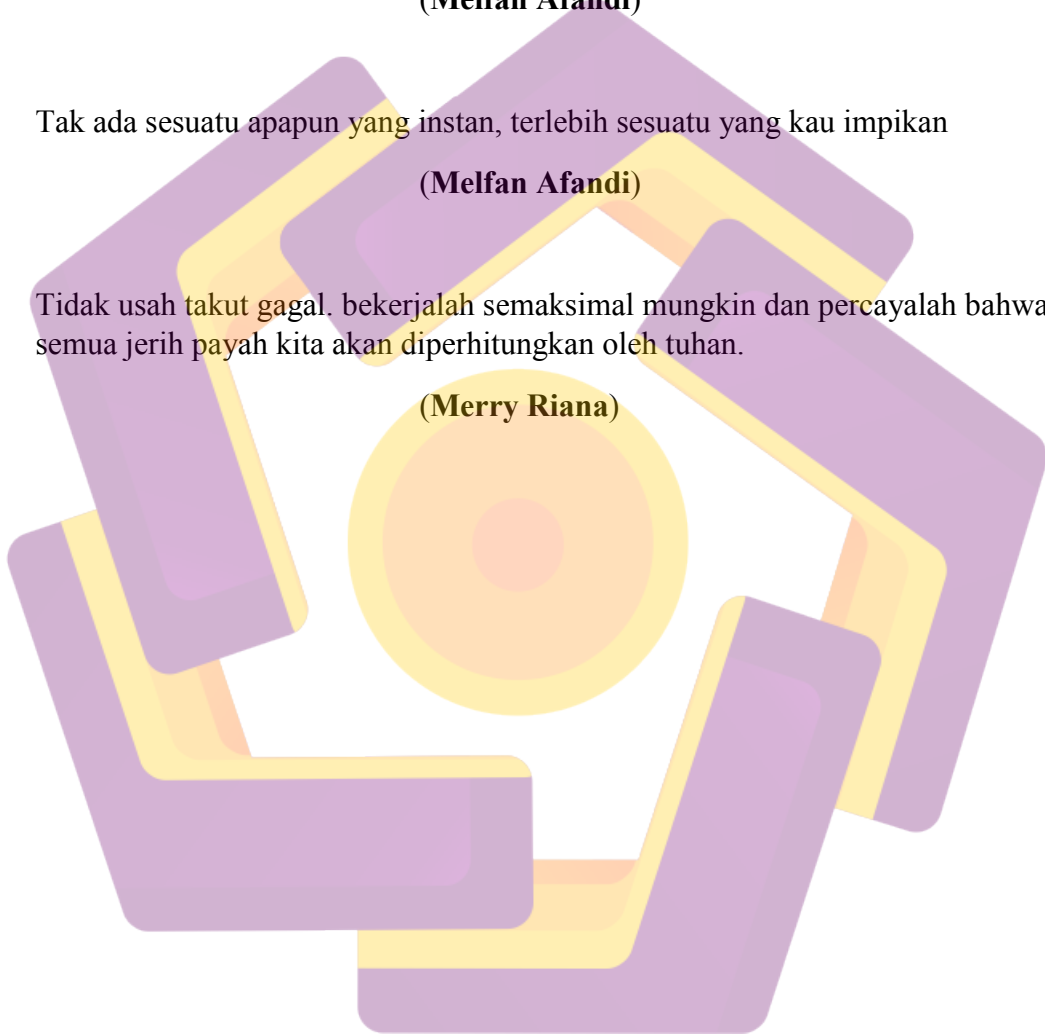 (Melfan Afandi)
Tak ada sesuatu apapun yang instan, terlebih sesuatu yang kau impikan
(Melfan Afandi)
Tidak usah takut gagal. bekerjalah semaksimal mungkin dan percayalah bahwa
semua jerih payah kita akan diperhitungkan oleh tuhan.
(Merry Riana)